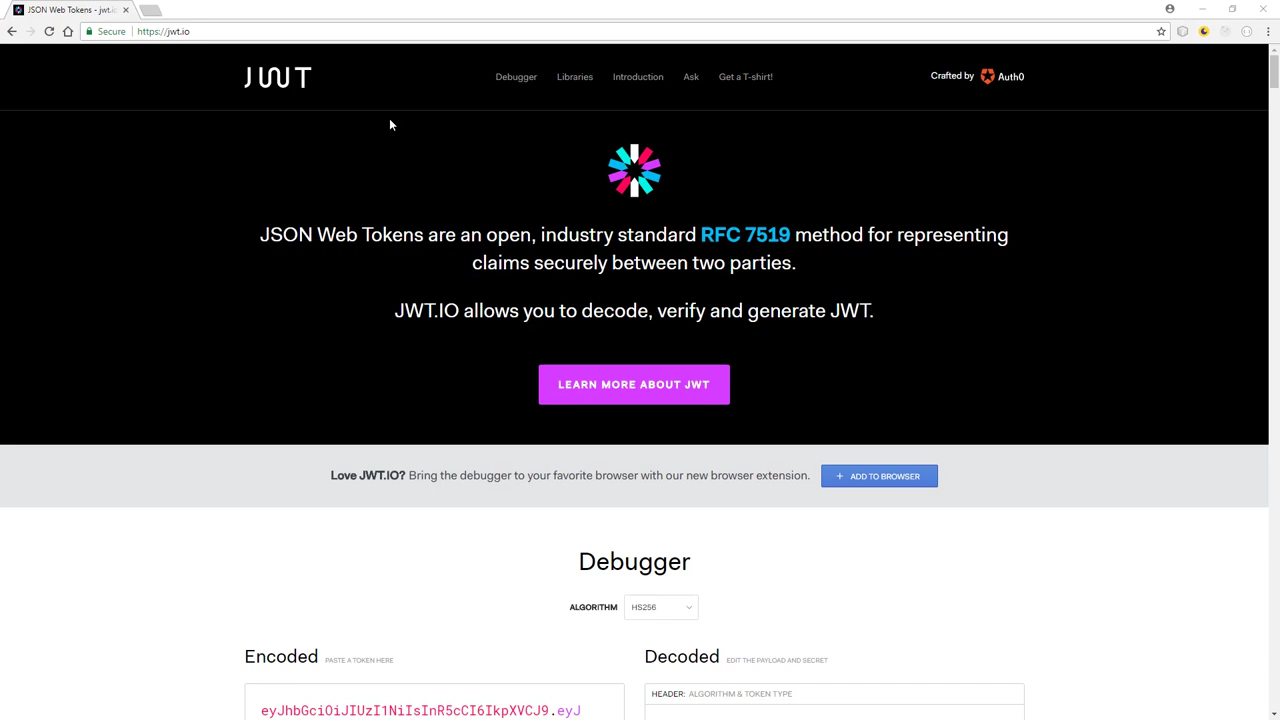 JSON Web Tokens - jwt.io
Secure
https://jwt.io
JWT
Debugger
Libraries
Introduction
Ask
Get a T-shirt!
Crafted by
Auth0
JSON Web Tokens are an open, industry standard RFC 7519 method for representing
claims securely between two parties.
JWT.IO allows you to decode, verify and generate JWT.
LEARN MORE ABOUT JWT
Love JWT.IO? Bring the debugger to your favorite browser with our new browser extension.
+ ADD TO BROWSER
Debugger
ALGORITHM
HS256
Encoded PASTE A TOKEN HERE
Decoded EDIT THE PAYLOAD AND SECRET
HEADER: ALGORITHM & TOKEN TYPE
eyJhbGciOiJIUzI1NiIsInR5cCI6IkpXVCJ9.eyJ